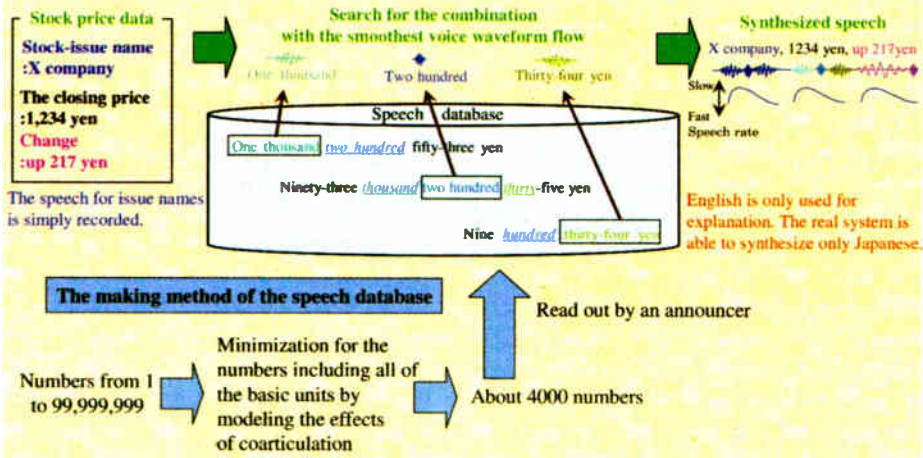 Stock price data
Stock-issue name
:X company
The closing price
:1,234 yen
Change
:up 217 yen
The speech for issue names
is simply recorded.
Search for the combination
with the smoothest voice waveform flow
One thousand
Two hundred
Thirty-four yen
Speech database
One thousand two hundred fifty-three yen
Ninety-three thousand two hundred thirty-five yen
Nine hundred thirty-four yen
Synthesized speech
X company, 1234 yen, up 217yen
Slow
Fast
Speech rate
English is only used for
explanation. The real system is
able to synthesize only Japanese.
The making method of the speech database
Numbers from 1
to 99,999,999
Minimization for the
numbers including all of
the basic units by
modeling the effects
of coarticulation
About 4000 numbers
Read out by an announcer